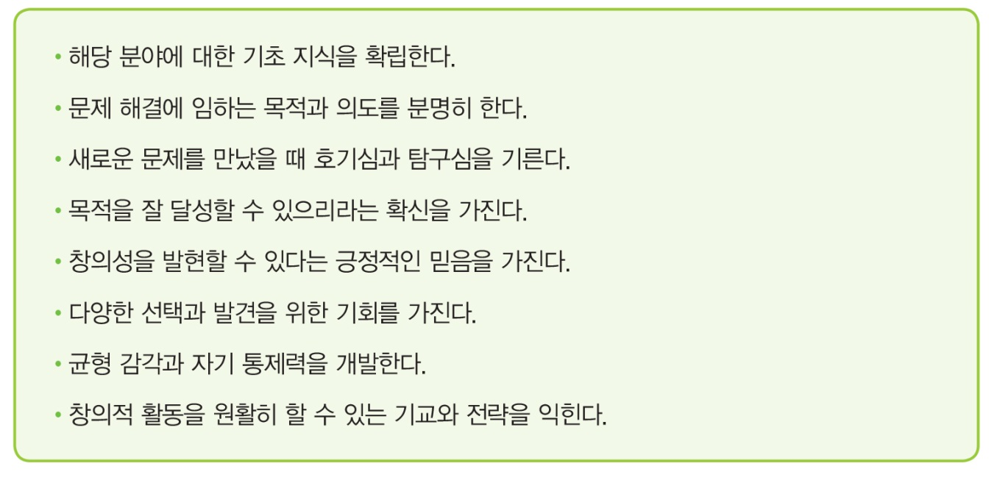 • 해당 분야에 대한 기초 지식을 확립한다.
• 문제 해결에 임하는 목적과 의도를 분명히 한다.
• 새로운 문제를 만났을 때 호기심과 탐구심을 기른다.
• 목적을 잘 달성할 수 있으리라는 확신을 가진다.
• 창의성을 발현할 수 있다는 긍정적인 믿음을 가진다.
• 다양한 선택과 발견을 위한 기회를 가진다.
• 균형 감각과 자기 통제력을 개발한다.
• 창의적 활동을 원활히 할 수 있는 기교와 전략을 익힌다.